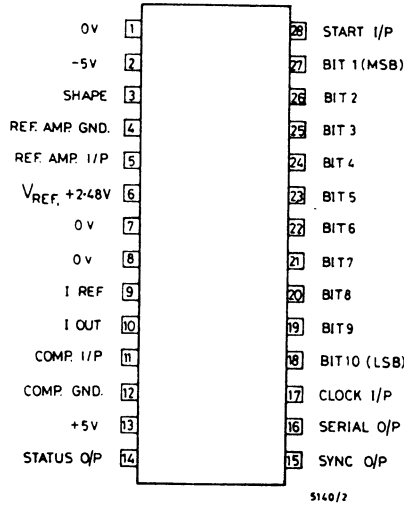 0V 1 28 START I/P
-5V 2 27 BIT 1 (MSB)
SHAPE 3 26 BIT 2
REF. AMP. GND. 4 25 BIT 3
REF. AMP. I/P 5 24 BIT 4
VREF. +2·48V 6 23 BIT 5
0V 7 22 BIT6
0V 8 21 BIT7
I REF 9 20 BIT8
I OUT 10 19 BIT9
COMP. I/P 11 18 BIT10 (LSB)
COMP. GND. 12 17 CLOCK I/P
+5V 13 16 SERIAL O/P
STATUS O/P 14 15 SYNC O/P
5140/2